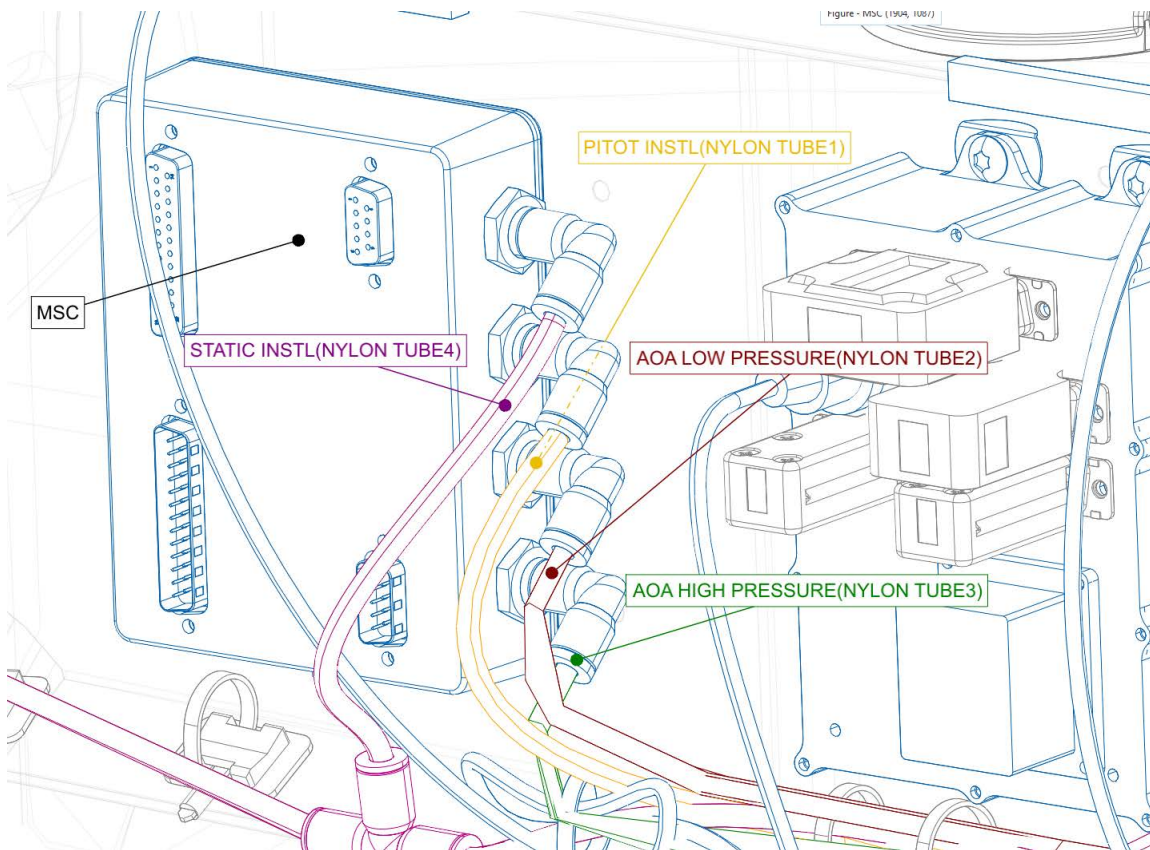 Figure - MSC (1904, 1087)
PITOT INSTL(NYLON TUBE1)
MSC
STATIC INSTL(NYLON TUBE4)
AOA LOW PRESSURE(NYLON TUBE2)
AOA HIGH PRESSURE(NYLON TUBE3)